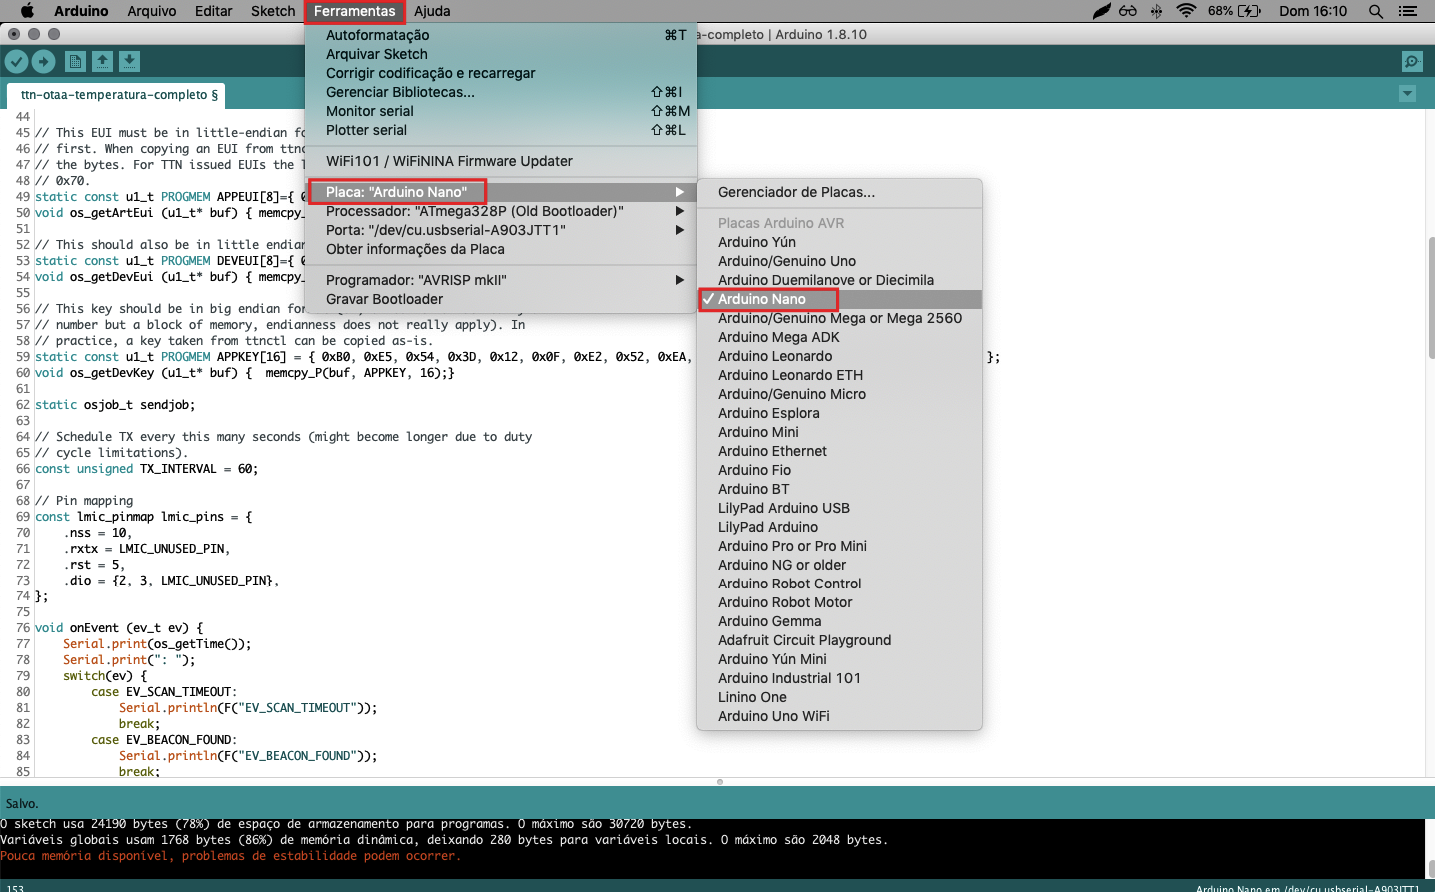 Arduino Arquivo Editar Sketch Ferramentas Ajuda 68% Dom 16:10
a-completo | Arduino 1.8.10
ttn-otaa-temperatura-completo §
Autoformatação ⌘T
Arquivar Sketch
Corrigir codificação e recarregar
Gerenciar Bibliotecas... ⇧⌘I
Monitor serial ⇧⌘M
Plotter serial ⇧⌘L
WiFi101 / WiFiNINA Firmware Updater
Placa: "Arduino Nano"
Processador: "ATmega328P (Old Bootloader)"
Porta: "/dev/cu.usbserial-A903JTT1"
Obter informações da Placa
Programador: "AVRISP mkII"
Gravar Bootloader
Gerenciador de Placas...
Placas Arduino AVR
Arduino Yún
Arduino/Genuino Uno
Arduino Duemilanove or Diecimila
✓ Arduino Nano
Arduino/Genuino Mega or Mega 2560
Arduino Mega ADK
Arduino Leonardo
Arduino Leonardo ETH
Arduino/Genuino Micro
Arduino Esplora
Arduino Mini
Arduino Ethernet
Arduino Fio
Arduino BT
LilyPad Arduino USB
LilyPad Arduino
Arduino Pro or Pro Mini
Arduino NG or older
Arduino Robot Control
Arduino Robot Motor
Arduino Gemma
Adafruit Circuit Playground
Arduino Yún Mini
Arduino Industrial 101
Linino One
Arduino Uno WiFi
44
45 // This EUI must be in little-endian fo
46 // first. When copying an EUI from ttnc
47 // the bytes. For TTN issued EUIs the l
48 // 0x70.
49 static const u1_t PROGMEM APPEUI[8]={ 0
50 void os_getArtEui (u1_t* buf) { memcpy_
51
52 // This should also be in little endian
53 static const u1_t PROGMEM DEVEUI[8]={ 0
54 void os_getDevEui (u1_t* buf) { memcpy_
55
56 // This key should be in big endian for
57 // number but a block of memory, endianness does not really apply). In
58 // practice, a key taken from ttnctl can be copied as-is.
59 static const u1_t PROGMEM APPKEY[16] = { 0xB0, 0xE5, 0x54, 0x3D, 0x12, 0x0F, 0xE2, 0x52, 0xEA, };
60 void os_getDevKey (u1_t* buf) {  memcpy_P(buf, APPKEY, 16);}
61
62 static osjob_t sendjob;
63
64 // Schedule TX every this many seconds (might become longer due to duty
65 // cycle limitations).
66 const unsigned TX_INTERVAL = 60;
67
68 // Pin mapping
69 const lmic_pinmap lmic_pins = {
70 .nss = 10,
71 .rxtx = LMIC_UNUSED_PIN,
72 .rst = 5,
73 .dio = {2, 3, LMIC_UNUSED_PIN},
74 };
75
76 void onEvent (ev_t ev) {
77 Serial.print(os_getTime());
78 Serial.print(": ");
79 switch(ev) {
80 case EV_SCAN_TIMEOUT:
81 Serial.println(F("EV_SCAN_TIMEOUT"));
82 break;
83 case EV_BEACON_FOUND:
84 Serial.println(F("EV_BEACON_FOUND"));
85 break;
Salvo.
O sketch usa 24190 bytes (78%) de espaço de armazenamento para programas. O máximo são 30720 bytes.
Variáveis globais usam 1768 bytes (86%) de memória dinâmica, deixando 280 bytes para variáveis locais. O máximo são 2048 bytes.
Pouca memória disponível, problemas de estabilidade podem ocorrer.
153 Arduino Nano em /dev/cu.usbserial-A903JTT1